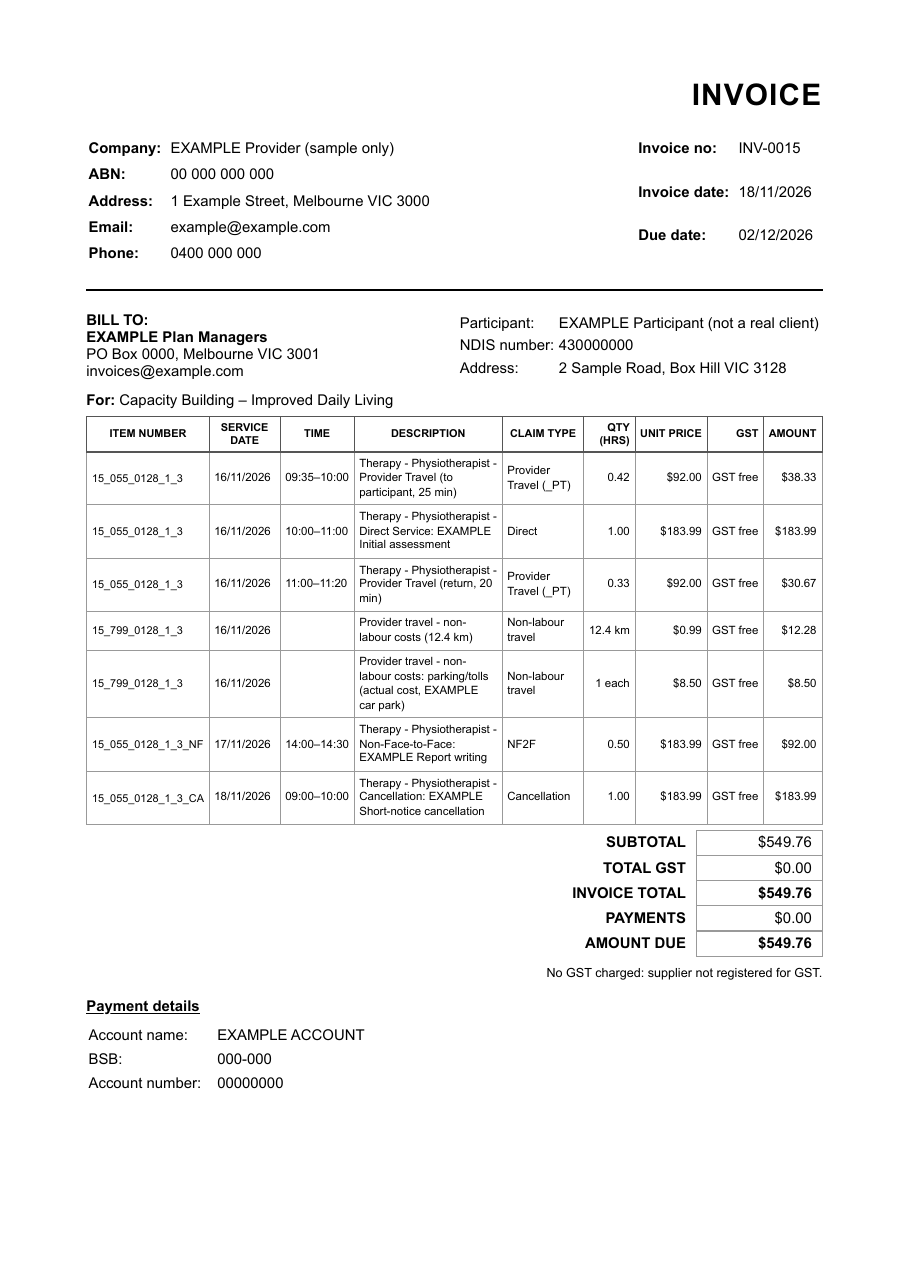 INVOICE
Company: EXAMPLE Provider (sample only)
ABN: 00 000 000 000
Address: 1 Example Street, Melbourne VIC 3000
Email: example@example.com
Phone: 0400 000 000
Invoice no: INV-0015
Invoice date: 18/11/2026
Due date: 02/12/2026
BILL TO:
EXAMPLE Plan Managers
PO Box 0000, Melbourne VIC 3001
invoices@example.com
Participant: EXAMPLE Participant (not a real client)
NDIS number: 430000000
Address: 2 Sample Road, Box Hill VIC 3128
For: Capacity Building – Improved Daily Living
ITEM NUMBER SERVICE DATE TIME DESCRIPTION CLAIM TYPE QTY (HRS) UNIT PRICE GST AMOUNT
15_055_0128_1_3 16/11/2026 09:35–10:00 Therapy - Physiotherapist - Provider Travel (to participant, 25 min) Provider Travel (_PT) 0.42 $92.00 GST free $38.33
15_055_0128_1_3 16/11/2026 10:00–11:00 Therapy - Physiotherapist - Direct Service: EXAMPLE Initial assessment Direct 1.00 $183.99 GST free $183.99
15_055_0128_1_3 16/11/2026 11:00–11:20 Therapy - Physiotherapist - Provider Travel (return, 20 min) Provider Travel (_PT) 0.33 $92.00 GST free $30.67
15_799_0128_1_3 16/11/2026 Provider travel - non-labour costs (12.4 km) Non-labour travel 12.4 km $0.99 GST free $12.28
15_799_0128_1_3 16/11/2026 Provider travel - non-labour costs: parking/tolls (actual cost, EXAMPLE car park) Non-labour travel 1 each $8.50 GST free $8.50
15_055_0128_1_3_NF 17/11/2026 14:00–14:30 Therapy - Physiotherapist - Non-Face-to-Face: EXAMPLE Report writing NF2F 0.50 $183.99 GST free $92.00
15_055_0128_1_3_CA 18/11/2026 09:00–10:00 Therapy - Physiotherapist - Cancellation: EXAMPLE Short-notice cancellation Cancellation 1.00 $183.99 GST free $183.99
SUBTOTAL $549.76
TOTAL GST $0.00
INVOICE TOTAL $549.76
PAYMENTS $0.00
AMOUNT DUE $549.76
No GST charged: supplier not registered for GST.
Payment details
Account name: EXAMPLE ACCOUNT
BSB: 000-000
Account number: 00000000